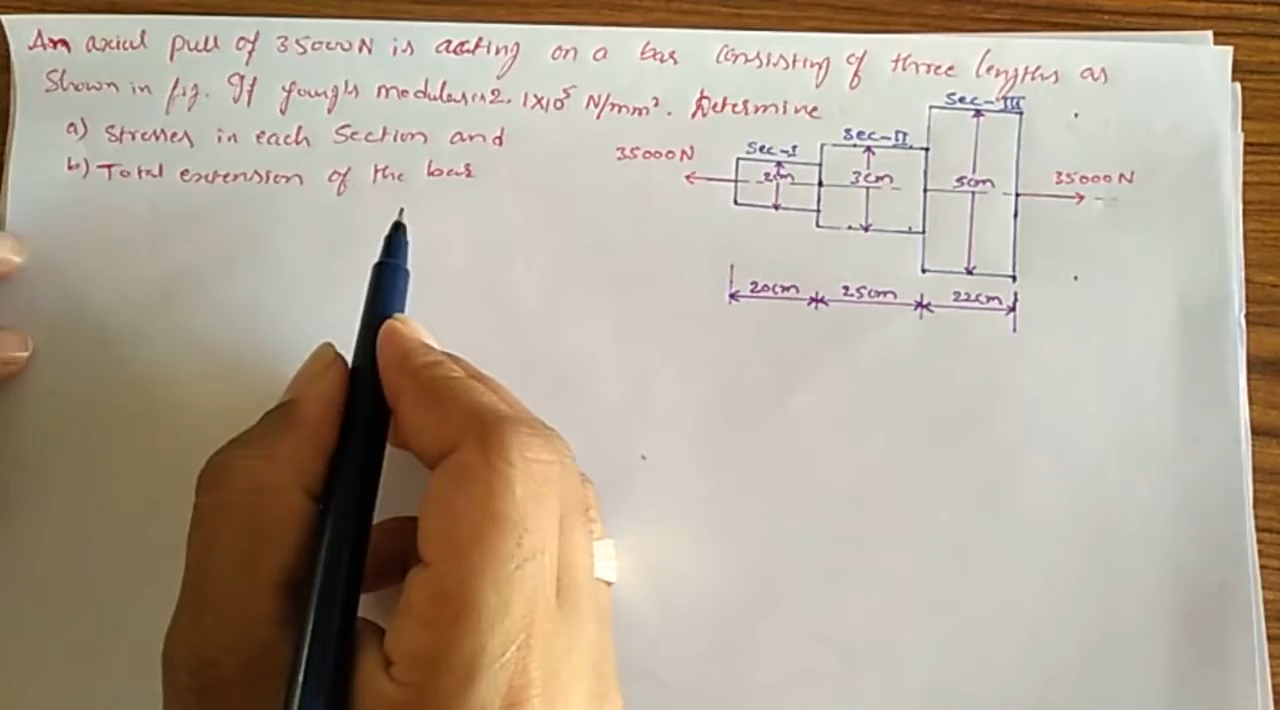 An axial pull of 35000N is acting on a bar consisting of three lengths as
Shown in fig. If young's modulus is 2.1X10⁵ N/mm². Determine
a) Stresses in each Section and
b) Total extension of the bar
Sec-I
Sec-II
Sec-III
35000N
2cm
3cm
5cm
35000N
20cm
25cm
22cm